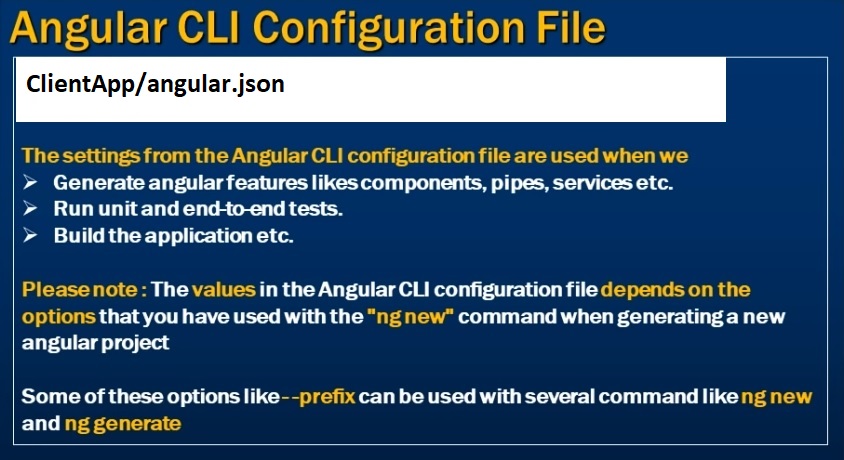 Angular CLI Configuration File
ClientApp/angular.json
The settings from the Angular CLI configuration file are used when we
➢ Generate angular features likes components, pipes, services etc.
➢ Run unit and end-to-end tests.
➢ Build the application etc.
Please note : The values in the Angular CLI configuration file depends on the
options that you have used with the "ng new" command when generating a new
angular project
Some of these options like --prefix can be used with several command like ng new
and ng generate